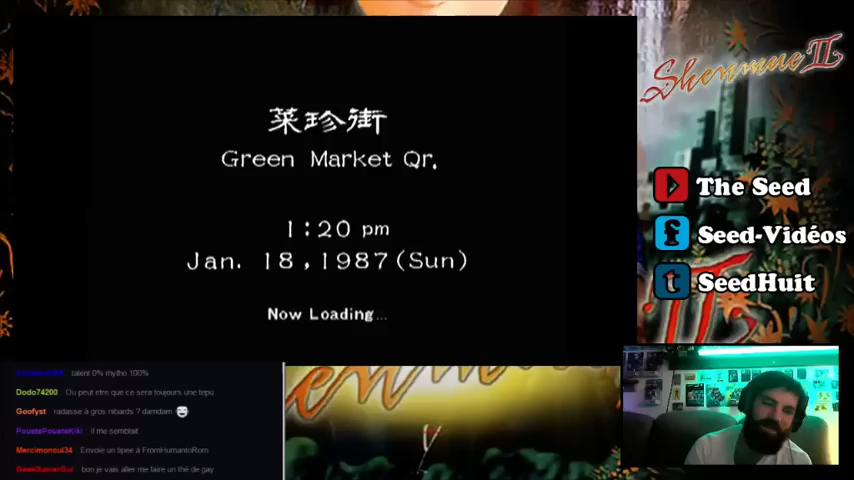 菜珍街
Green Market Qr.
1:20 pm
Jan. 18,1987(Sun)
Now Loading...
Shenmue II
The Seed
Seed-Vidéos
SeedHuit
talent 0% mytho 100%
Dodo74200 : Ou peut etre que ce sera toujours une tepu
Goofyst : radasse à gros nibards ? damdam
il me semblait
Mercimoncul34 : Envoie un tipee à FromHumantoRom
bon je vais aller me faire un thé de gay